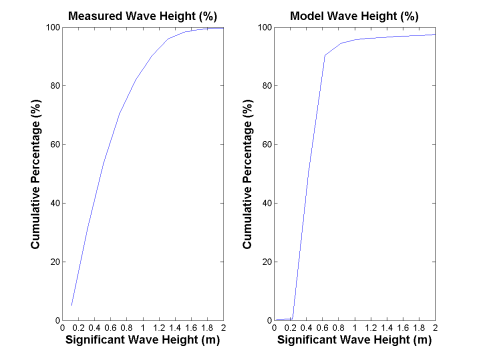 Measured Wave Height (%)
100
80
60
40
20
0
Cumulative Percentage (%)
0 0.2 0.4 0.6 0.8 1 1.2 1.4 1.6 1.8 2
Significant Wave Height (m)
Model Wave Height (%)
100
80
60
40
20
0
Cumulative Percentage (%)
0 0.2 0.4 0.6 0.8 1 1.2 1.4 1.6 1.8 2
Significant Wave Height (m)